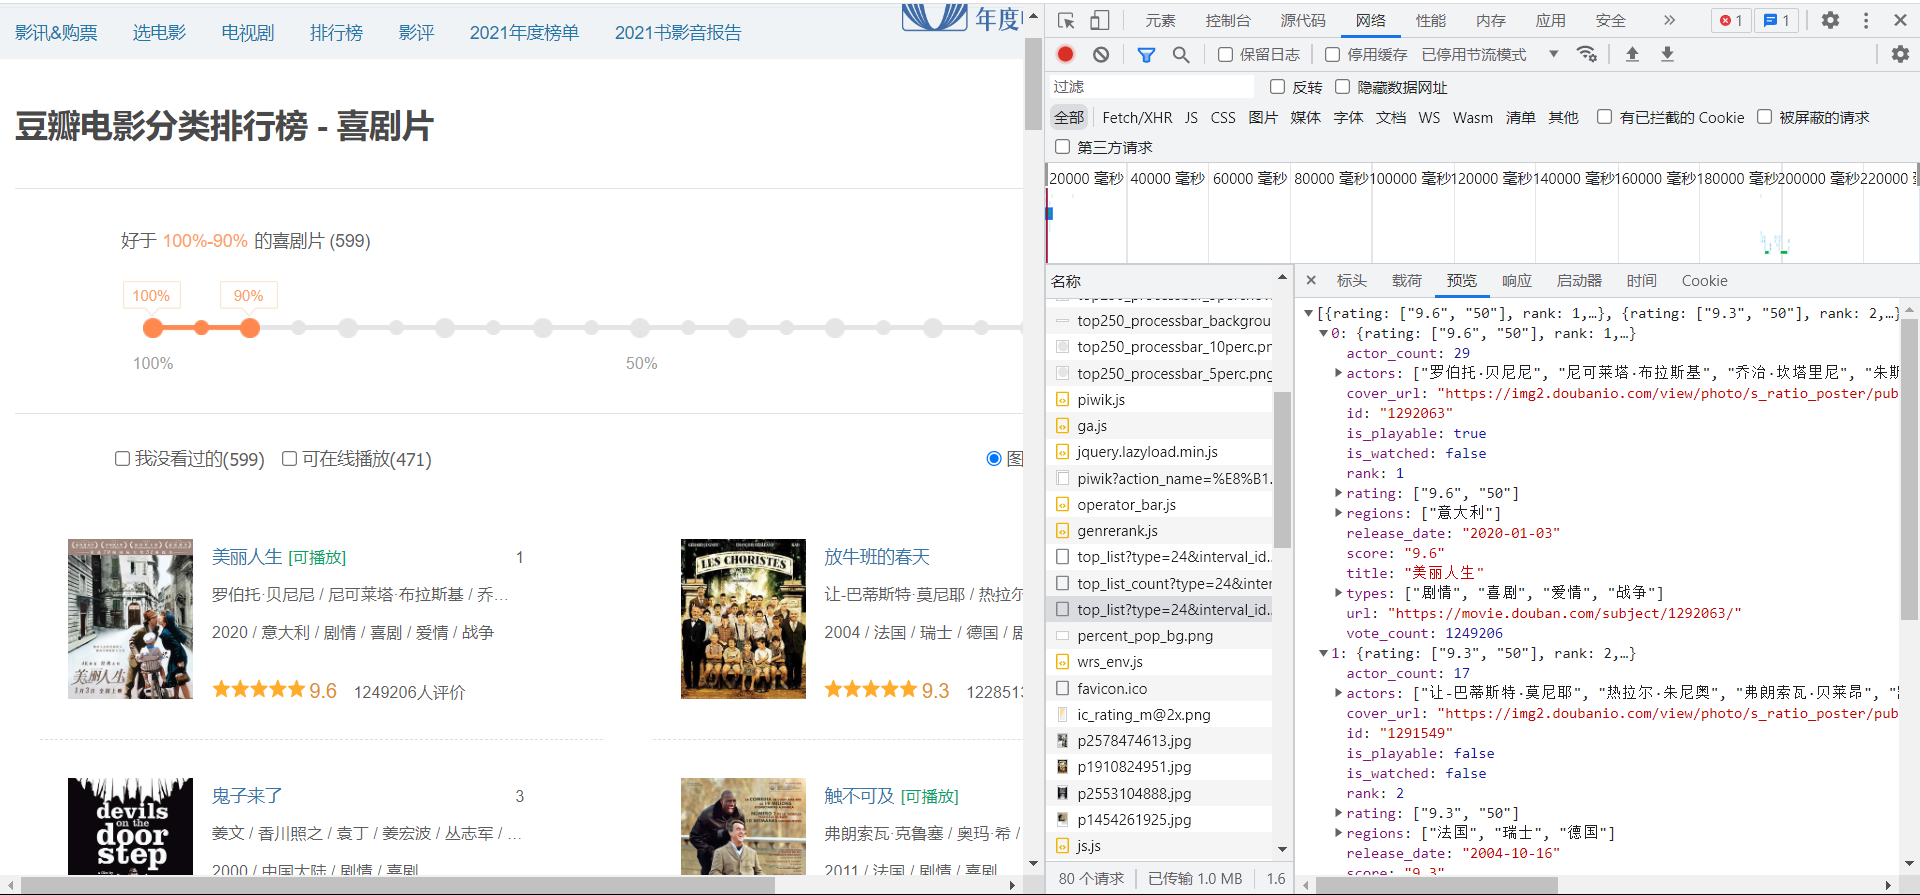 影讯&购票 选电影 电视剧 排行榜 影评 2021年度榜单 2021书影音报告
年度
豆瓣电影分类排行榜 - 喜剧片
好于 100%-90% 的喜剧片 (599)
100% 90%
100% 50%
我没看过的(599) 可在线播放(471) 图
美丽人生 [可播放] 1
罗伯托·贝尼尼 / 尼可莱塔·布拉斯基 / 乔...
2020 / 意大利 / 剧情 / 喜剧 / 爱情 / 战争
9.6 1249206人评价
美丽人生
1月3日 全国上映
LES CHORISTES
放牛班的春天
让-巴蒂斯特·莫尼耶 / 热拉尔
2004 / 法国 / 瑞士 / 德国 / 剧
9.3 1228513
devils
on the
door
step
鬼子来了 3
姜文 / 香川照之 / 袁丁 / 姜宏波 / 丛志军 / ...
2000 / 中国大陆 / 剧情 / 喜剧
触不可及 [可播放]
弗朗索瓦·克鲁塞 / 奥玛·希 /
2011 / 法国 / 剧情 / 喜剧
元素 控制台 源代码 网络 性能 内存 应用 安全 » 1 1
保留日志 停用缓存 已停用节流模式
过滤 反转 隐藏数据网址
全部 Fetch/XHR JS CSS 图片 媒体 字体 文档 WS Wasm 清单 其他 有已拦截的 Cookie 被屏蔽的请求
第三方请求
20000 毫秒 40000 毫秒 60000 毫秒 80000 毫秒 100000 毫秒 120000 毫秒 140000 毫秒 160000 毫秒 180000 毫秒 200000 毫秒 220000
名称
top250_processbar_backgrou
top250_processbar_10perc.pn
top250_processbar_5perc.png
piwik.js
ga.js
jquery.lazyload.min.js
piwik?action_name=%E8%B1...
operator_bar.js
genrerank.js
top_list?type=24&interval_id...
top_list_count?type=24&inter
top_list?type=24&interval_id...
percent_pop_bg.png
wrs_env.js
favicon.ico
ic_rating_m@2x.png
p2578474613.jpg
p1910824951.jpg
p2553104888.jpg
p1454261925.jpg
js.js
80 个请求 已传输 1.0 MB 1.6
标头 载荷 预览 响应 启动器 时间 Cookie
[{rating: ["9.6", "50"], rank: 1,…}, {rating: ["9.3", "50"], rank: 2,…}
0: {rating: ["9.6", "50"], rank: 1,…}
actor_count: 29
actors: ["罗伯托·贝尼尼", "尼可莱塔·布拉斯基", "乔治·坎塔里尼", "朱斯
cover_url: "https://img2.doubanio.com/view/photo/s_ratio_poster/pub
id: "1292063"
is_playable: true
is_watched: false
rank: 1
rating: ["9.6", "50"]
regions: ["意大利"]
release_date: "2020-01-03"
score: "9.6"
title: "美丽人生"
types: ["剧情", "喜剧", "爱情", "战争"]
url: "https://movie.douban.com/subject/1292063/"
vote_count: 1249206
1: {rating: ["9.3", "50"], rank: 2,…}
actor_count: 17
actors: ["让-巴蒂斯特·莫尼耶", "热拉尔·朱尼奥", "弗朗索瓦·贝莱昂", "
cover_url: "https://img2.doubanio.com/view/photo/s_ratio_poster/pub
id: "1291549"
is_playable: false
is_watched: false
rank: 2
rating: ["9.3", "50"]
regions: ["法国", "瑞士", "德国"]
release_date: "2004-10-16"
score: "9.3"